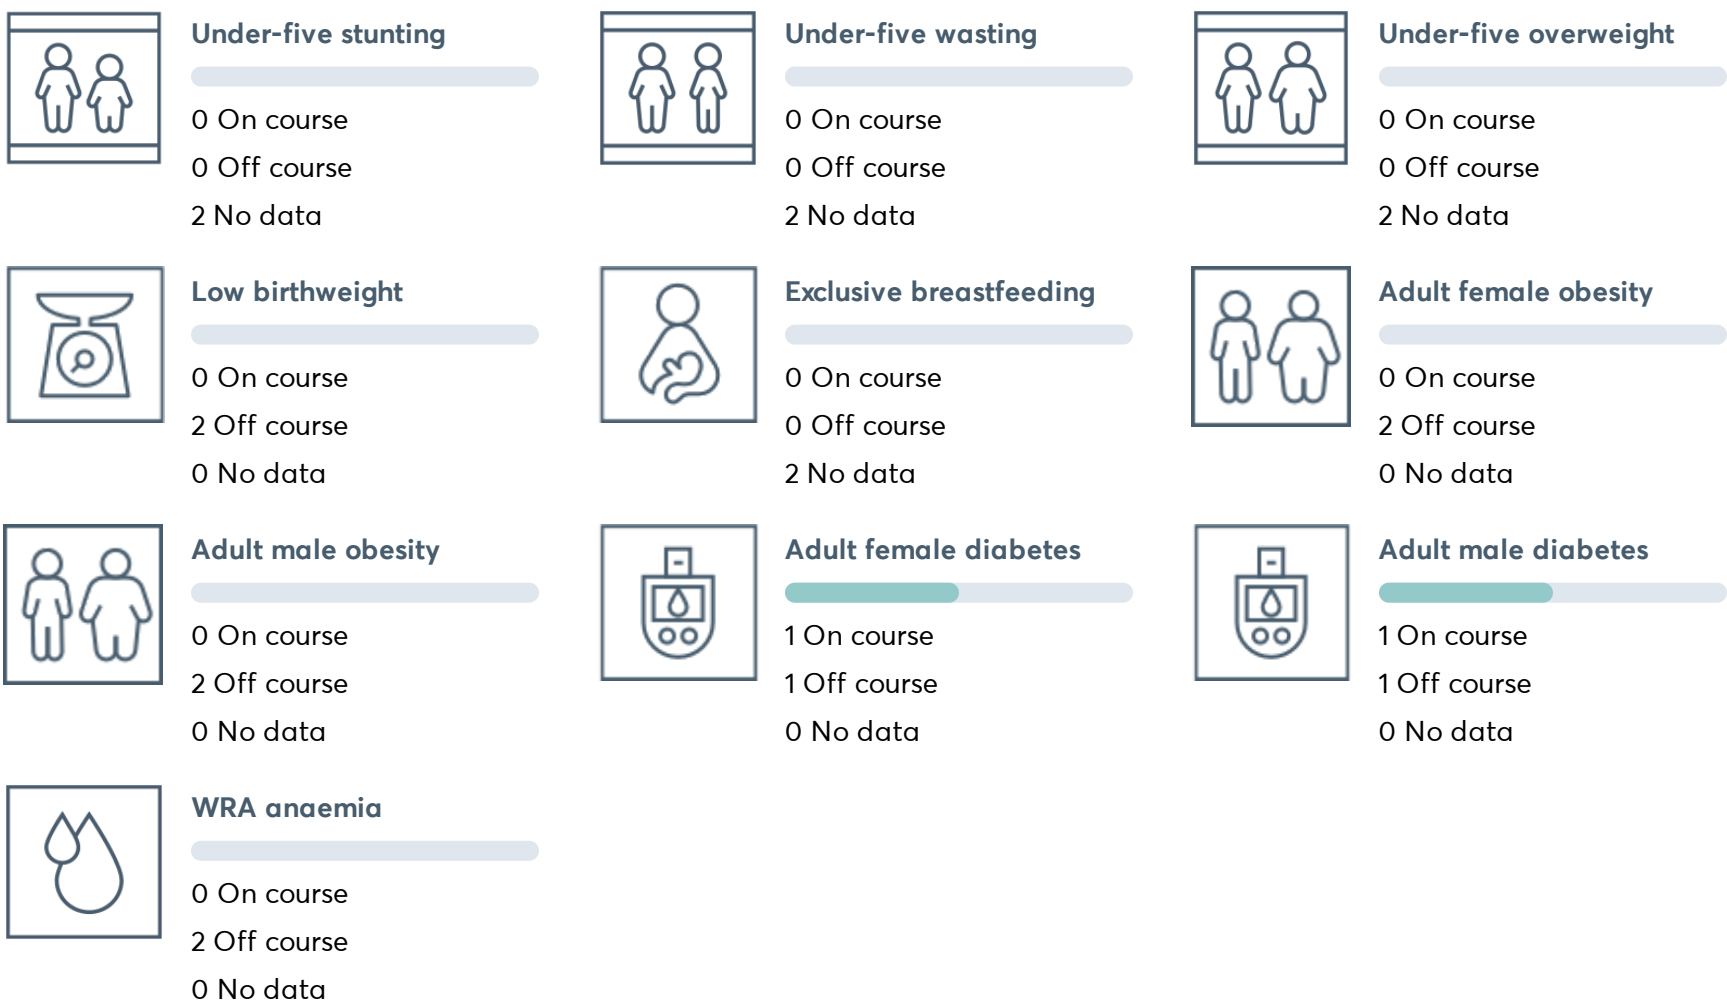 Under-five stunting
0 On course
0 Off course
2 No data
Under-five wasting
0 On course
0 Off course
2 No data
Under-five overweight
0 On course
0 Off course
2 No data
Low birthweight
0 On course
2 Off course
0 No data
Exclusive breastfeeding
0 On course
0 Off course
2 No data
Adult female obesity
0 On course
2 Off course
0 No data
Adult male obesity
0 On course
2 Off course
0 No data
Adult female diabetes
1 On course
1 Off course
0 No data
Adult male diabetes
1 On course
1 Off course
0 No data
WRA anaemia
0 On course
2 Off course
0 No data